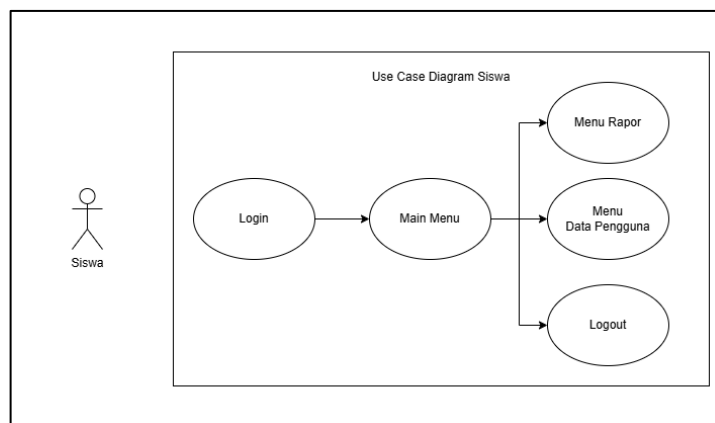 Use Case Diagram Siswa
Menu Rapor
Login
Main Menu
Menu
Data Pengguna
Siswa
Logout